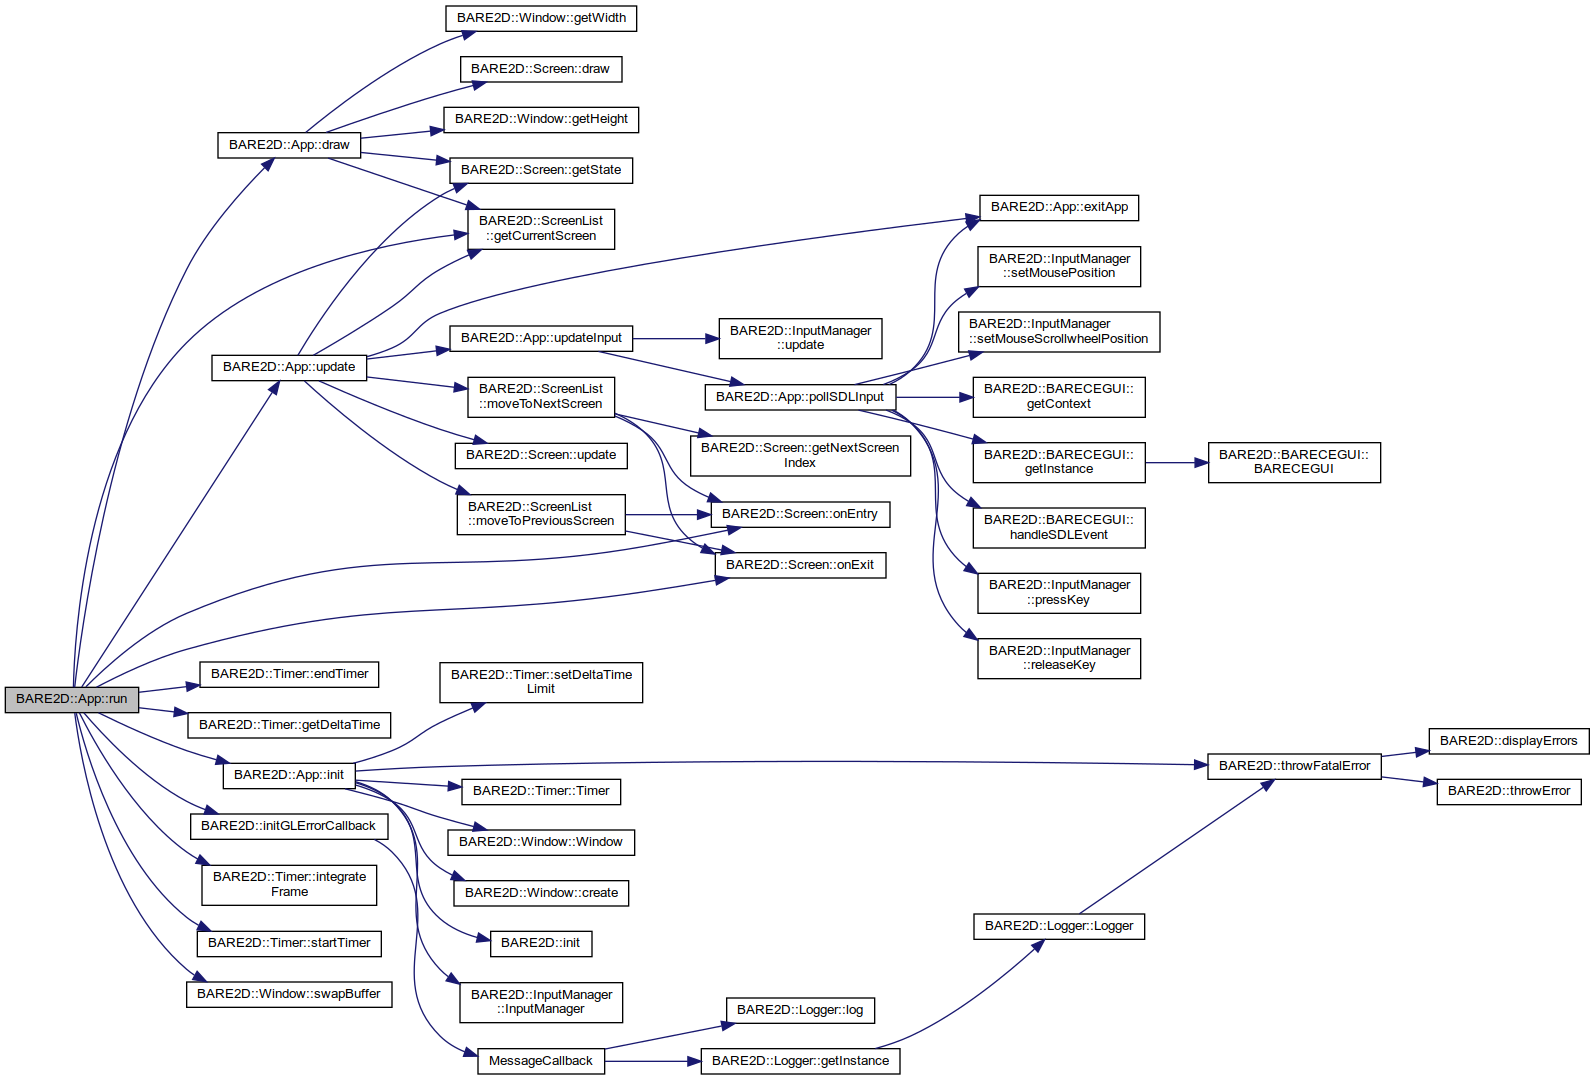 BARE2D::Window::getWidth
BARE2D::Screen::draw
BARE2D::Window::getHeight
BARE2D::App::draw
BARE2D::Screen::getState
BARE2D::ScreenList
::getCurrentScreen
BARE2D::App::exitApp
BARE2D::InputManager
::setMousePosition
BARE2D::InputManager
::setMouseScrollwheelPosition
BARE2D::App::updateInput
BARE2D::InputManager
::update
BARE2D::App::update
BARE2D::ScreenList
::moveToNextScreen
BARE2D::App::pollSDLInput
BARE2D::BARECEGUI::
getContext
BARE2D::Screen::update
BARE2D::Screen::getNextScreen
Index
BARE2D::BARECEGUI::
getInstance
BARE2D::BARECEGUI::
BARECEGUI
BARE2D::ScreenList
::moveToPreviousScreen
BARE2D::Screen::onEntry
BARE2D::BARECEGUI::
handleSDLEvent
BARE2D::Screen::onExit
BARE2D::InputManager
::pressKey
BARE2D::InputManager
::releaseKey
BARE2D::App::run
BARE2D::Timer::endTimer
BARE2D::Timer::setDeltaTime
Limit
BARE2D::Timer::getDeltaTime
BARE2D::App::init
BARE2D::throwFatalError
BARE2D::displayErrors
BARE2D::throwError
BARE2D::Timer::Timer
BARE2D::initGLErrorCallback
BARE2D::Window::Window
BARE2D::Timer::integrate
Frame
BARE2D::Window::create
BARE2D::Timer::startTimer
BARE2D::init
BARE2D::Logger::Logger
BARE2D::Window::swapBuffer
BARE2D::InputManager
::InputManager
BARE2D::Logger::log
MessageCallback
BARE2D::Logger::getInstance